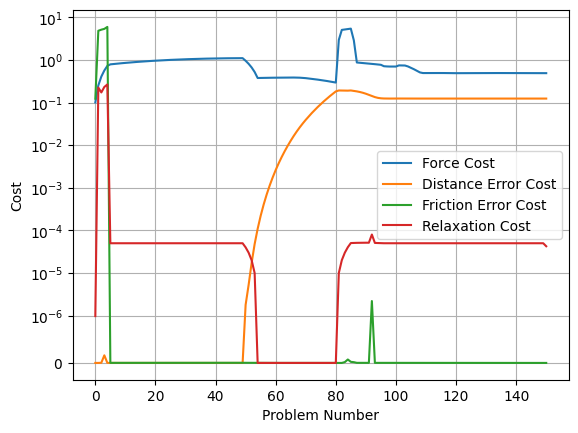 10¹
10⁰
10⁻¹
10⁻²
10⁻³
10⁻⁴
10⁻⁵
10⁻⁶
0
Cost
Force Cost
Distance Error Cost
Friction Error Cost
Relaxation Cost
0 20 40 60 80 100 120 140
Problem Number